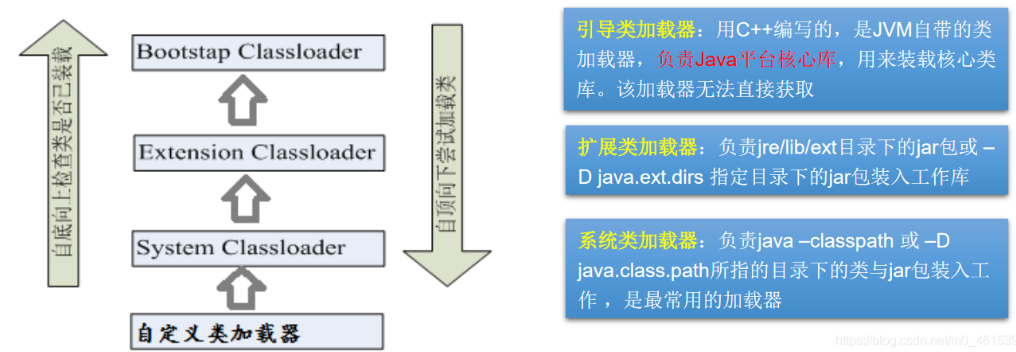 自底向上检查类是否已装载
Bootstap Classloader
Extension Classloader
System Classloader
自定义类加载器
自顶向下尝试加载类
引导类加载器：用C++编写的，是JVM自带的类
加载器，负责Java平台核心库，用来装载核心类
库。该加载器无法直接获取
扩展类加载器：负责jre/lib/ext目录下的jar包或 –
D java.ext.dirs 指定目录下的jar包装入工作库
系统类加载器：负责java –classpath 或 –D
java.class.path所指的目录下的类与jar包装入工
作 ，是最常用的加载器
https://blog.csdn.net/m0_461539